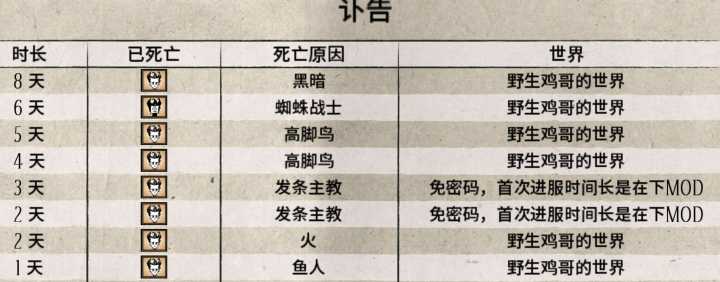 讣告
时长 已死亡 死亡原因 世界
8 天 黑暗 野生鸡哥的世界
6 天 蜘蛛战士 野生鸡哥的世界
5 天 高脚鸟 野生鸡哥的世界
4 天 高脚鸟 野生鸡哥的世界
3 天 发条主教 免密码，首次进服时间长是在下MOD
2 天 发条主教 免密码，首次进服时间长是在下MOD
2 天 火 野生鸡哥的世界
1 天 鱼人 野生鸡哥的世界